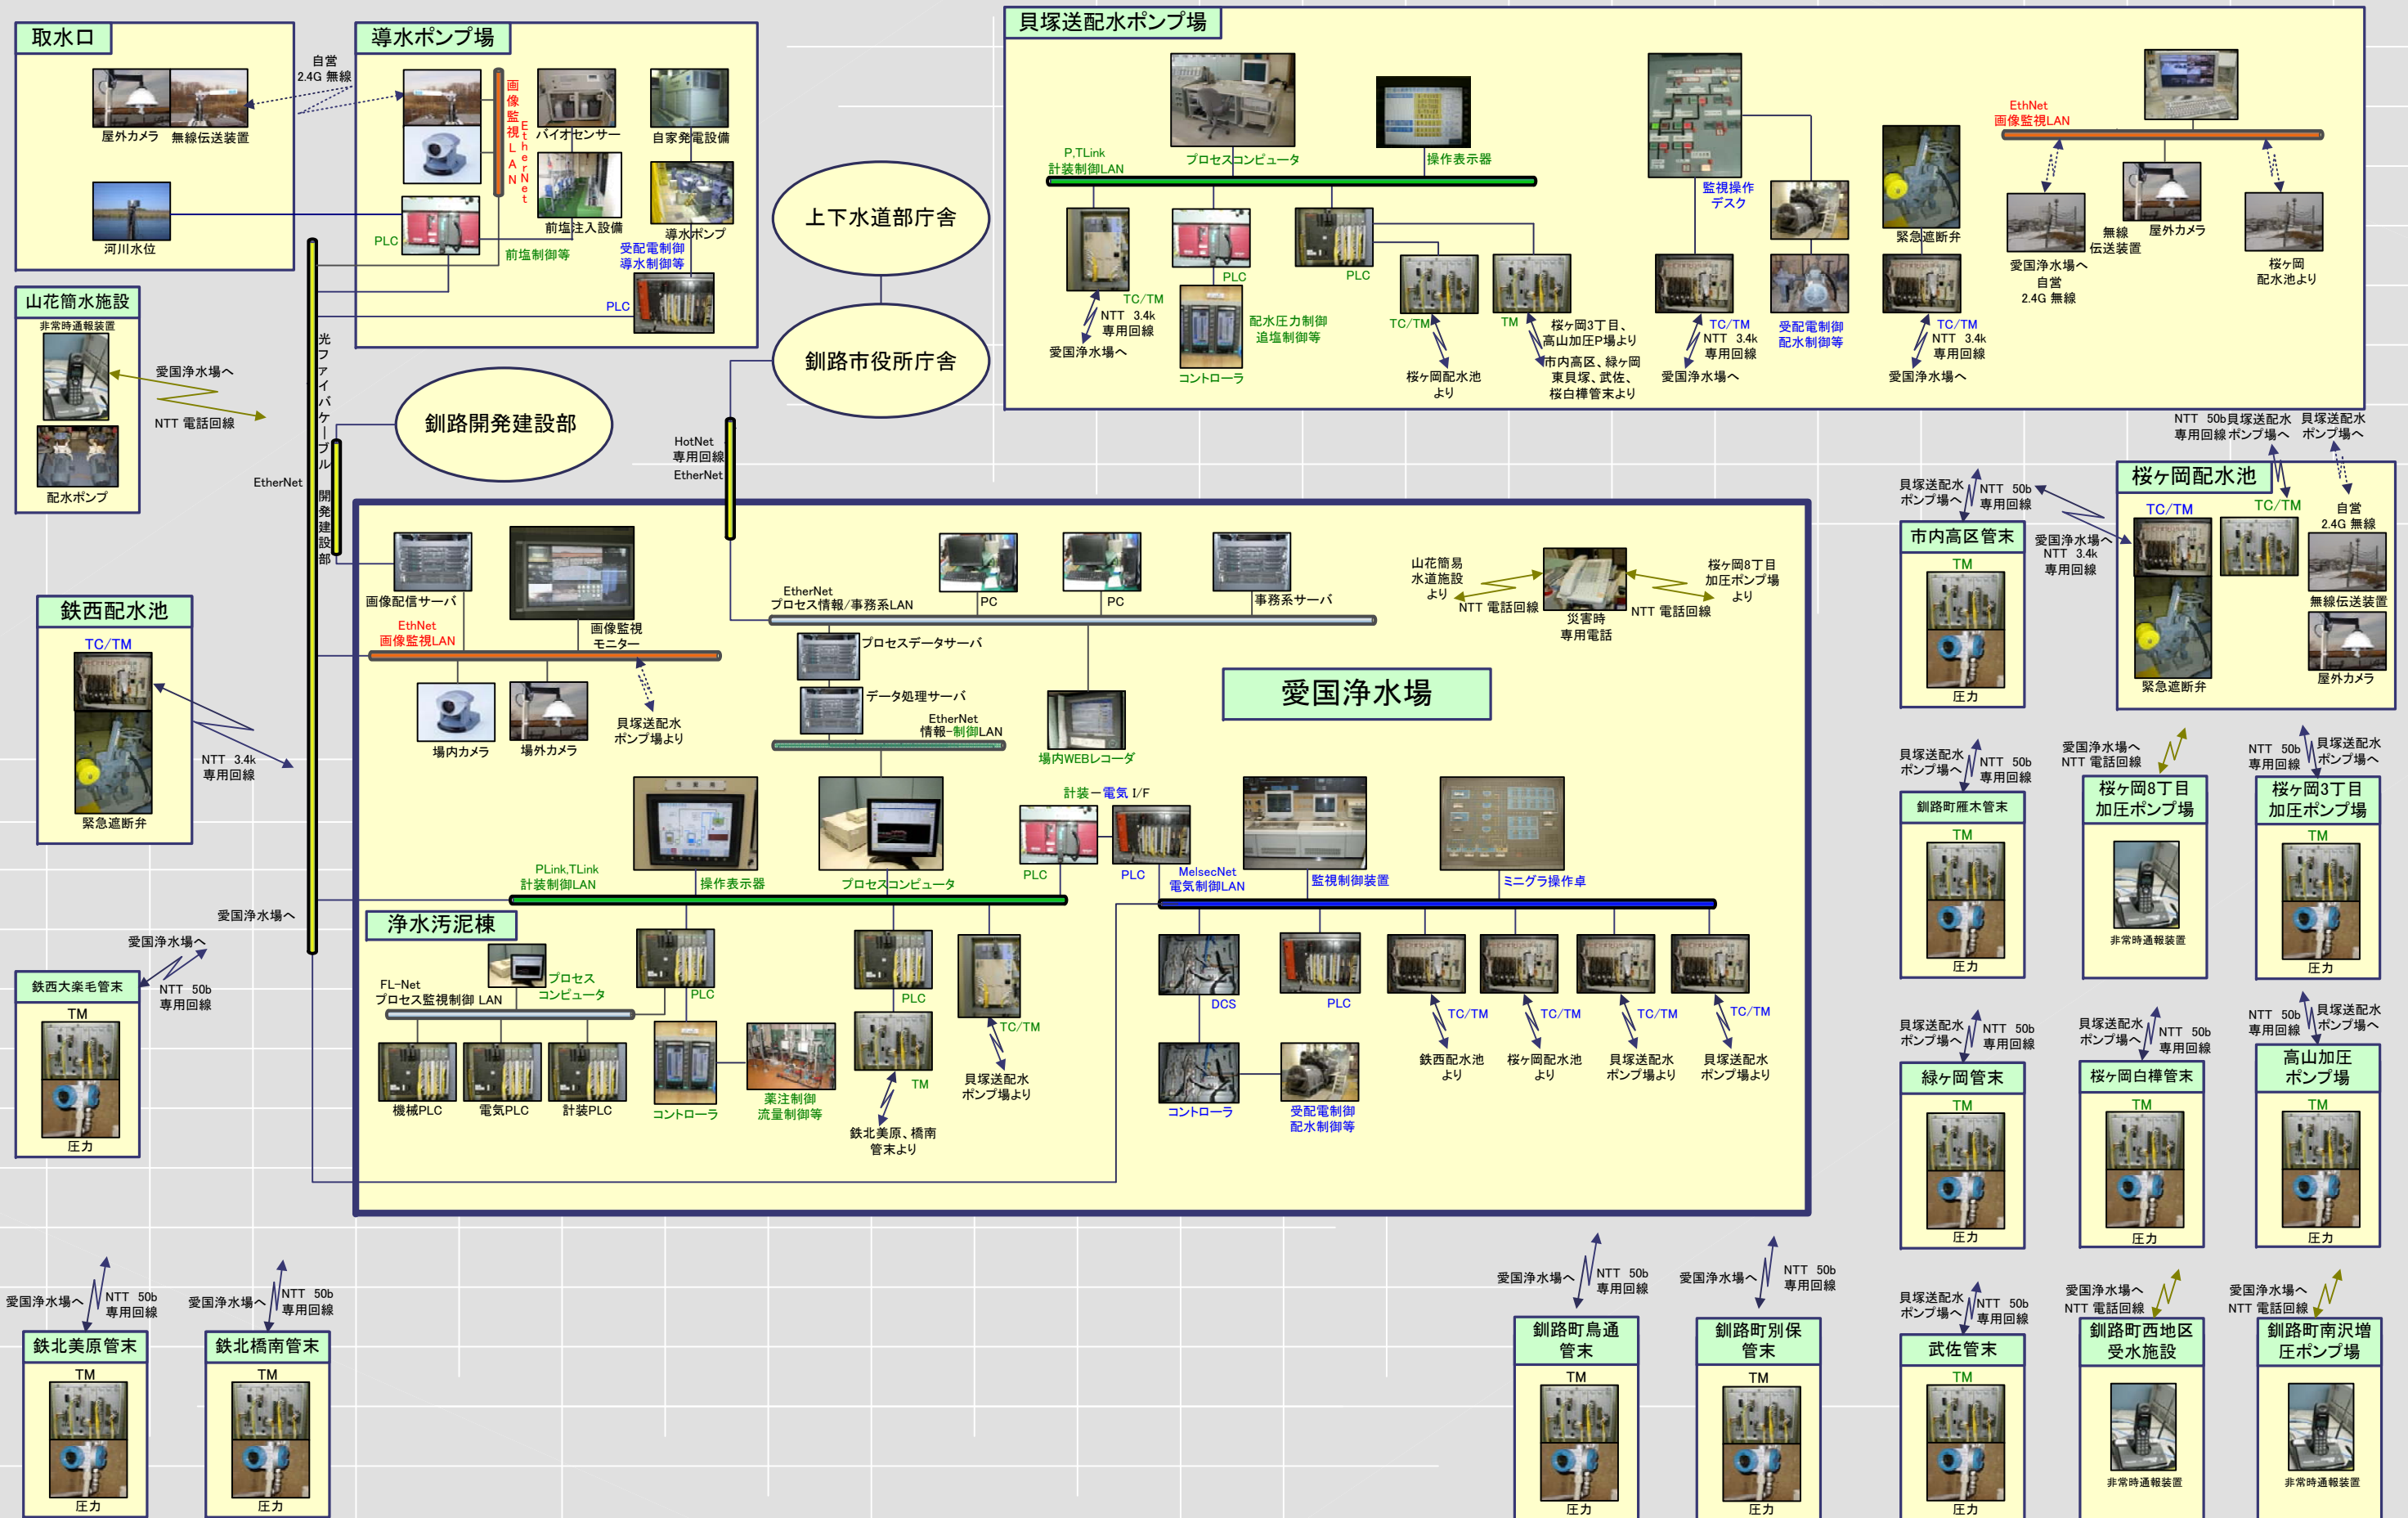 取水口
自営
2.4G 無線
屋外カメラ 無線伝送装置
河川水位
導水ポンプ場
画像監視LAN
EtherNet
バイオセンサー
自家発電設備
前塩注入設備
導水ポンプ
PLC
前塩制御等
受配電制御
導水制御等
PLC
貝塚送配水ポンプ場
プロセスコンピュータ
操作表示器
P,TLink
計装制御LAN
TC/TM
NTT 3.4k
専用回線
愛国浄水場へ
PLC
コントローラ
配水圧力制御
追塩制御等
PLC
TC/TM
桜ヶ岡配水池
より
TM
桜ヶ岡3丁目、
高山加圧P場より
市内高区、緑ヶ岡
東貝塚、武佐、
桜白樺管末より
監視操作
デスク
TC/TM
NTT 3.4k
専用回線
愛国浄水場へ
受配電制御
配水制御等
緊急遮断弁
TC/TM
NTT 3.4k
専用回線
愛国浄水場へ
EthNet
画像監視LAN
無線
伝送装置
屋外カメラ
愛国浄水場へ
自営
2.4G 無線
桜ヶ岡
配水池より
山花簡水施設
非常時通報装置
愛国浄水場へ
NTT 電話回線
配水ポンプ
光ファイバケーブル
EtherNet
開発建設部
上下水道部庁舎
釧路市役所庁舎
釧路開発建設部
HotNet
専用回線
EtherNet
愛国浄水場
画像配信サーバ
画像監視
モニター
EthNet
画像監視LAN
場内カメラ
場外カメラ
貝塚送配水
ポンプ場より
EtherNet
プロセス情報/事務系LAN
PC
PC
事務系サーバ
プロセスデータサーバ
データ処理サーバ
EtherNet
情報-制御LAN
場内WEBレコーダ
山花簡易
水道施設
より
NTT 電話回線
災害時
専用電話
桜ヶ岡8丁目
加圧ポンプ場
より
NTT 電話回線
PLink,TLink
計装制御LAN
操作表示器
プロセスコンピュータ
計装ー電気 I/F
PLC
PLC
MelsecNet
電気制御LAN
監視制御装置
ミニグラ操作卓
浄水汚泥棟
FL-Net
プロセス監視制御 LAN
プロセス
コンピュータ
機械PLC
電気PLC
計装PLC
PLC
コントローラ
薬注制御
流量制御等
PLC
TM
鉄北美原、橋南
管末より
TC/TM
貝塚送配水
ポンプ場より
DCS
コントローラ
受配電制御
配水制御等
PLC
TC/TM
鉄西配水池
より
TC/TM
桜ヶ岡配水池
より
TC/TM
貝塚送配水
ポンプ場より
TC/TM
貝塚送配水
ポンプ場より
鉄西配水池
TC/TM
緊急遮断弁
NTT 3.4k
専用回線
愛国浄水場へ
愛国浄水場へ
NTT 50b
専用回線
鉄西大楽毛管末
TM
圧力
愛国浄水場へ
NTT 50b
専用回線
鉄北美原管末
TM
圧力
愛国浄水場へ
NTT 50b
専用回線
鉄北橋南管末
TM
圧力
愛国浄水場へ
NTT 50b
専用回線
釧路町鳥通
管末
TM
圧力
愛国浄水場へ
NTT 50b
専用回線
釧路町別保
管末
TM
圧力
貝塚送配水
ポンプ場へ
NTT 50b
専用回線
市内高区管末
TM
圧力
NTT 50b
専用回線
貝塚送配水
ポンプ場へ
貝塚送配水
ポンプ場へ
桜ヶ岡配水池
TC/TM
TC/TM
自営
2.4G 無線
無線伝送装置
緊急遮断弁
屋外カメラ
愛国浄水場へ
NTT 3.4k
専用回線
貝塚送配水
ポンプ場へ
NTT 50b
専用回線
釧路町雁木管末
TM
圧力
愛国浄水場へ
NTT 電話回線
桜ヶ岡8丁目
加圧ポンプ場
非常時通報装置
NTT 50b
専用回線
貝塚送配水
ポンプ場へ
桜ヶ岡3丁目
加圧ポンプ場
TM
圧力
貝塚送配水
ポンプ場へ
NTT 50b
専用回線
緑ヶ岡管末
TM
圧力
貝塚送配水
ポンプ場へ
NTT 50b
専用回線
桜ヶ岡白樺管末
TM
圧力
NTT 50b
専用回線
貝塚送配水
ポンプ場へ
高山加圧
ポンプ場
TM
圧力
貝塚送配水
ポンプ場へ
NTT 50b
専用回線
武佐管末
TM
圧力
愛国浄水場へ
NTT 電話回線
釧路町西地区
受水施設
非常時通報装置
愛国浄水場へ
NTT 電話回線
釧路町南沢増
圧ポンプ場
非常時通報装置